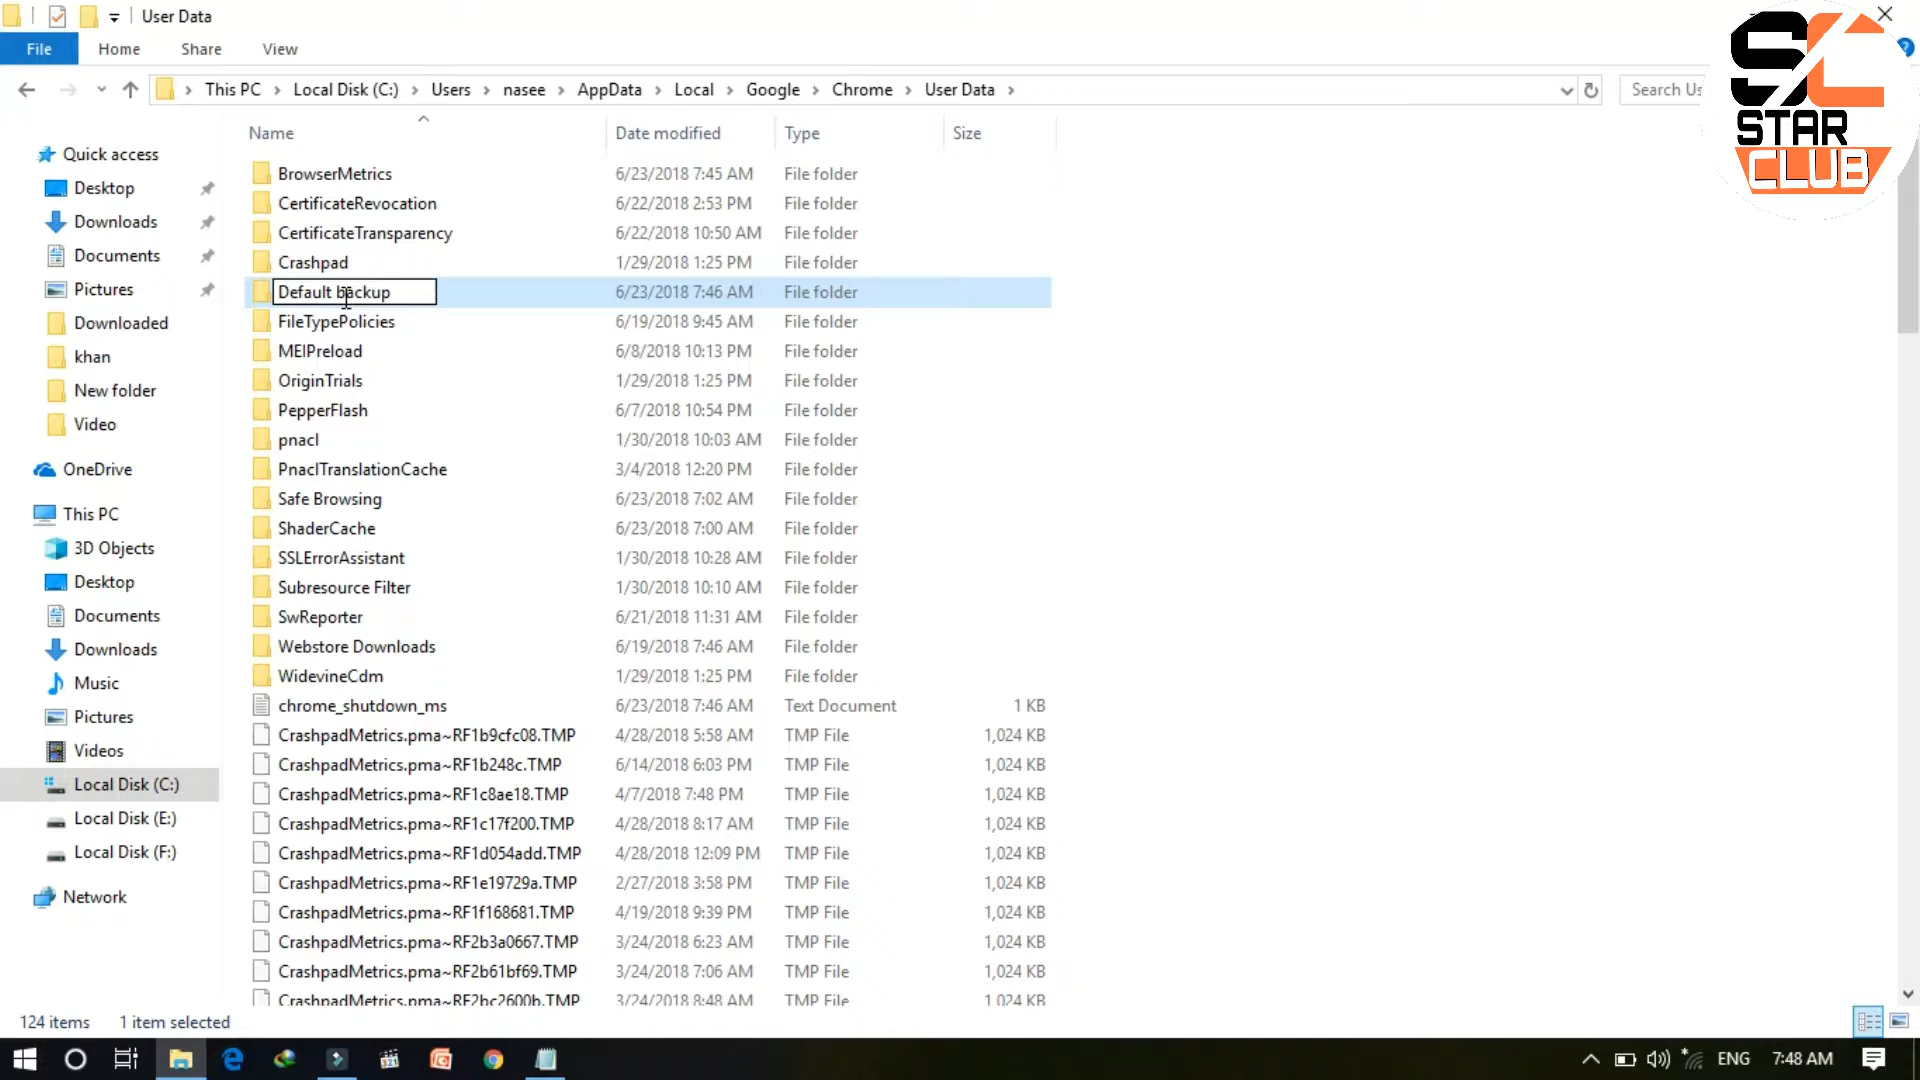 User Data
File Home Share View
This PC Local Disk (C:) Users nasee AppData Local Google Chrome User Data
Search Us
SC
STAR
CLUB
Name Date modified Type Size
Quick access
Desktop
Downloads
Documents
Pictures
Downloaded
khan
New folder
Video
OneDrive
This PC
3D Objects
Desktop
Documents
Downloads
Music
Pictures
Videos
Local Disk (C:)
Local Disk (E:)
Local Disk (F:)
Network
BrowserMetrics 6/23/2018 7:45 AM File folder
CertificateRevocation 6/22/2018 2:53 PM File folder
CertificateTransparency 6/22/2018 10:50 AM File folder
Crashpad 1/29/2018 1:25 PM File folder
Default backup 6/23/2018 7:46 AM File folder
FileTypePolicies 6/19/2018 9:45 AM File folder
MEIPreload 6/8/2018 10:13 PM File folder
OriginTrials 1/29/2018 1:25 PM File folder
PepperFlash 6/7/2018 10:54 PM File folder
pnacl 1/30/2018 10:03 AM File folder
PnaclTranslationCache 3/4/2018 12:20 PM File folder
Safe Browsing 6/23/2018 7:02 AM File folder
ShaderCache 6/23/2018 7:00 AM File folder
SSLErrorAssistant 1/30/2018 10:28 AM File folder
Subresource Filter 1/30/2018 10:10 AM File folder
SwReporter 6/21/2018 11:31 AM File folder
Webstore Downloads 6/19/2018 7:46 AM File folder
WidevineCdm 1/29/2018 1:25 PM File folder
chrome_shutdown_ms 6/23/2018 7:46 AM Text Document 1 KB
CrashpadMetrics.pma~RF1b9cfc08.TMP 4/28/2018 5:58 AM TMP File 1,024 KB
CrashpadMetrics.pma~RF1b248c.TMP 6/14/2018 6:03 PM TMP File 1,024 KB
CrashpadMetrics.pma~RF1c8ae18.TMP 4/7/2018 7:48 PM TMP File 1,024 KB
CrashpadMetrics.pma~RF1c17f200.TMP 4/28/2018 8:17 AM TMP File 1,024 KB
CrashpadMetrics.pma~RF1d054add.TMP 4/28/2018 12:09 PM TMP File 1,024 KB
CrashpadMetrics.pma~RF1e19729a.TMP 2/27/2018 3:58 PM TMP File 1,024 KB
CrashpadMetrics.pma~RF1f168681.TMP 4/19/2018 9:39 PM TMP File 1,024 KB
CrashpadMetrics.pma~RF2b3a0667.TMP 3/24/2018 6:23 AM TMP File 1,024 KB
CrashpadMetrics.pma~RF2b61bf69.TMP 3/24/2018 7:06 AM TMP File 1,024 KB
CrashpadMetrics.pma~RF2bc2600b.TMP 3/24/2018 8:48 AM TMP File 1,024 KB
124 items 1 item selected
ENG 7:48 AM